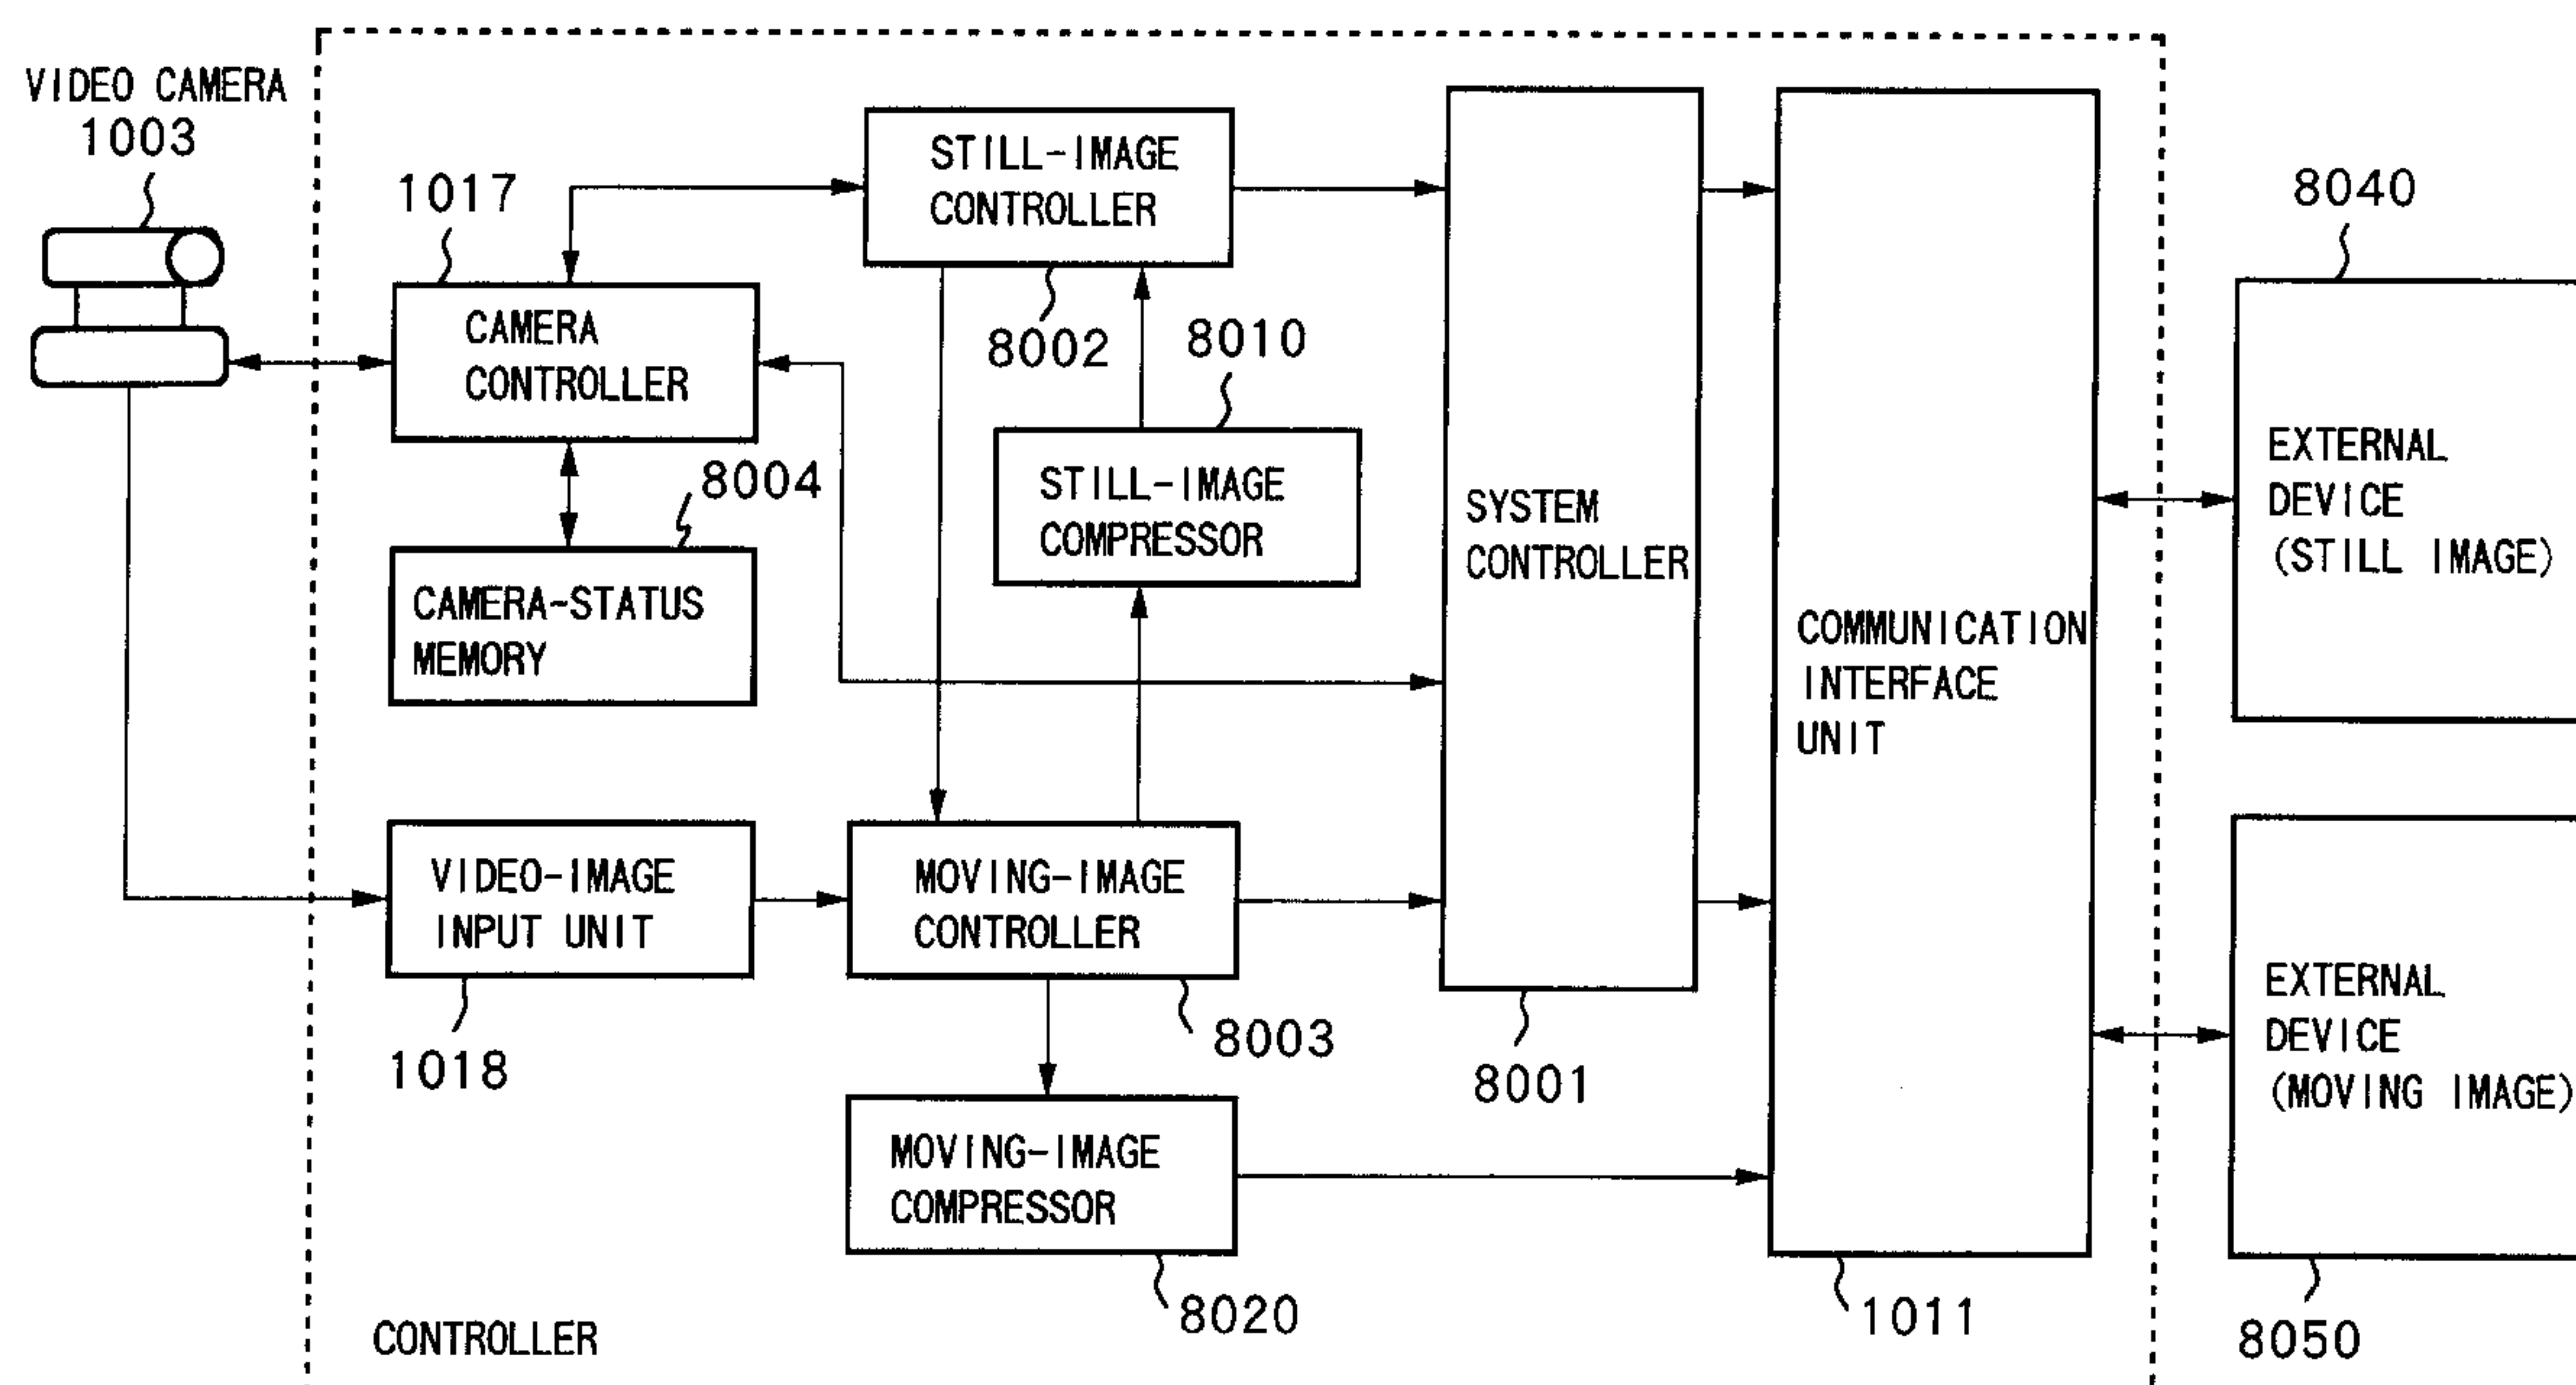 VIDEO CAMERA
1003
1017
STILL-IMAGE
CONTROLLER
8002
8010
8040
CAMERA
CONTROLLER
8004
CAMERA-STATUS
MEMORY
STILL-IMAGE
COMPRESSOR
SYSTEM
CONTROLLER
COMMUNICATION
INTERFACE
UNIT
EXTERNAL
DEVICE
(STILL IMAGE)
VIDEO-IMAGE
INPUT UNIT
1018
MOVING-IMAGE
CONTROLLER
8003
8001
EXTERNAL
DEVICE
(MOVING IMAGE)
MOVING-IMAGE
COMPRESSOR
8020
1011
8050
CONTROLLER